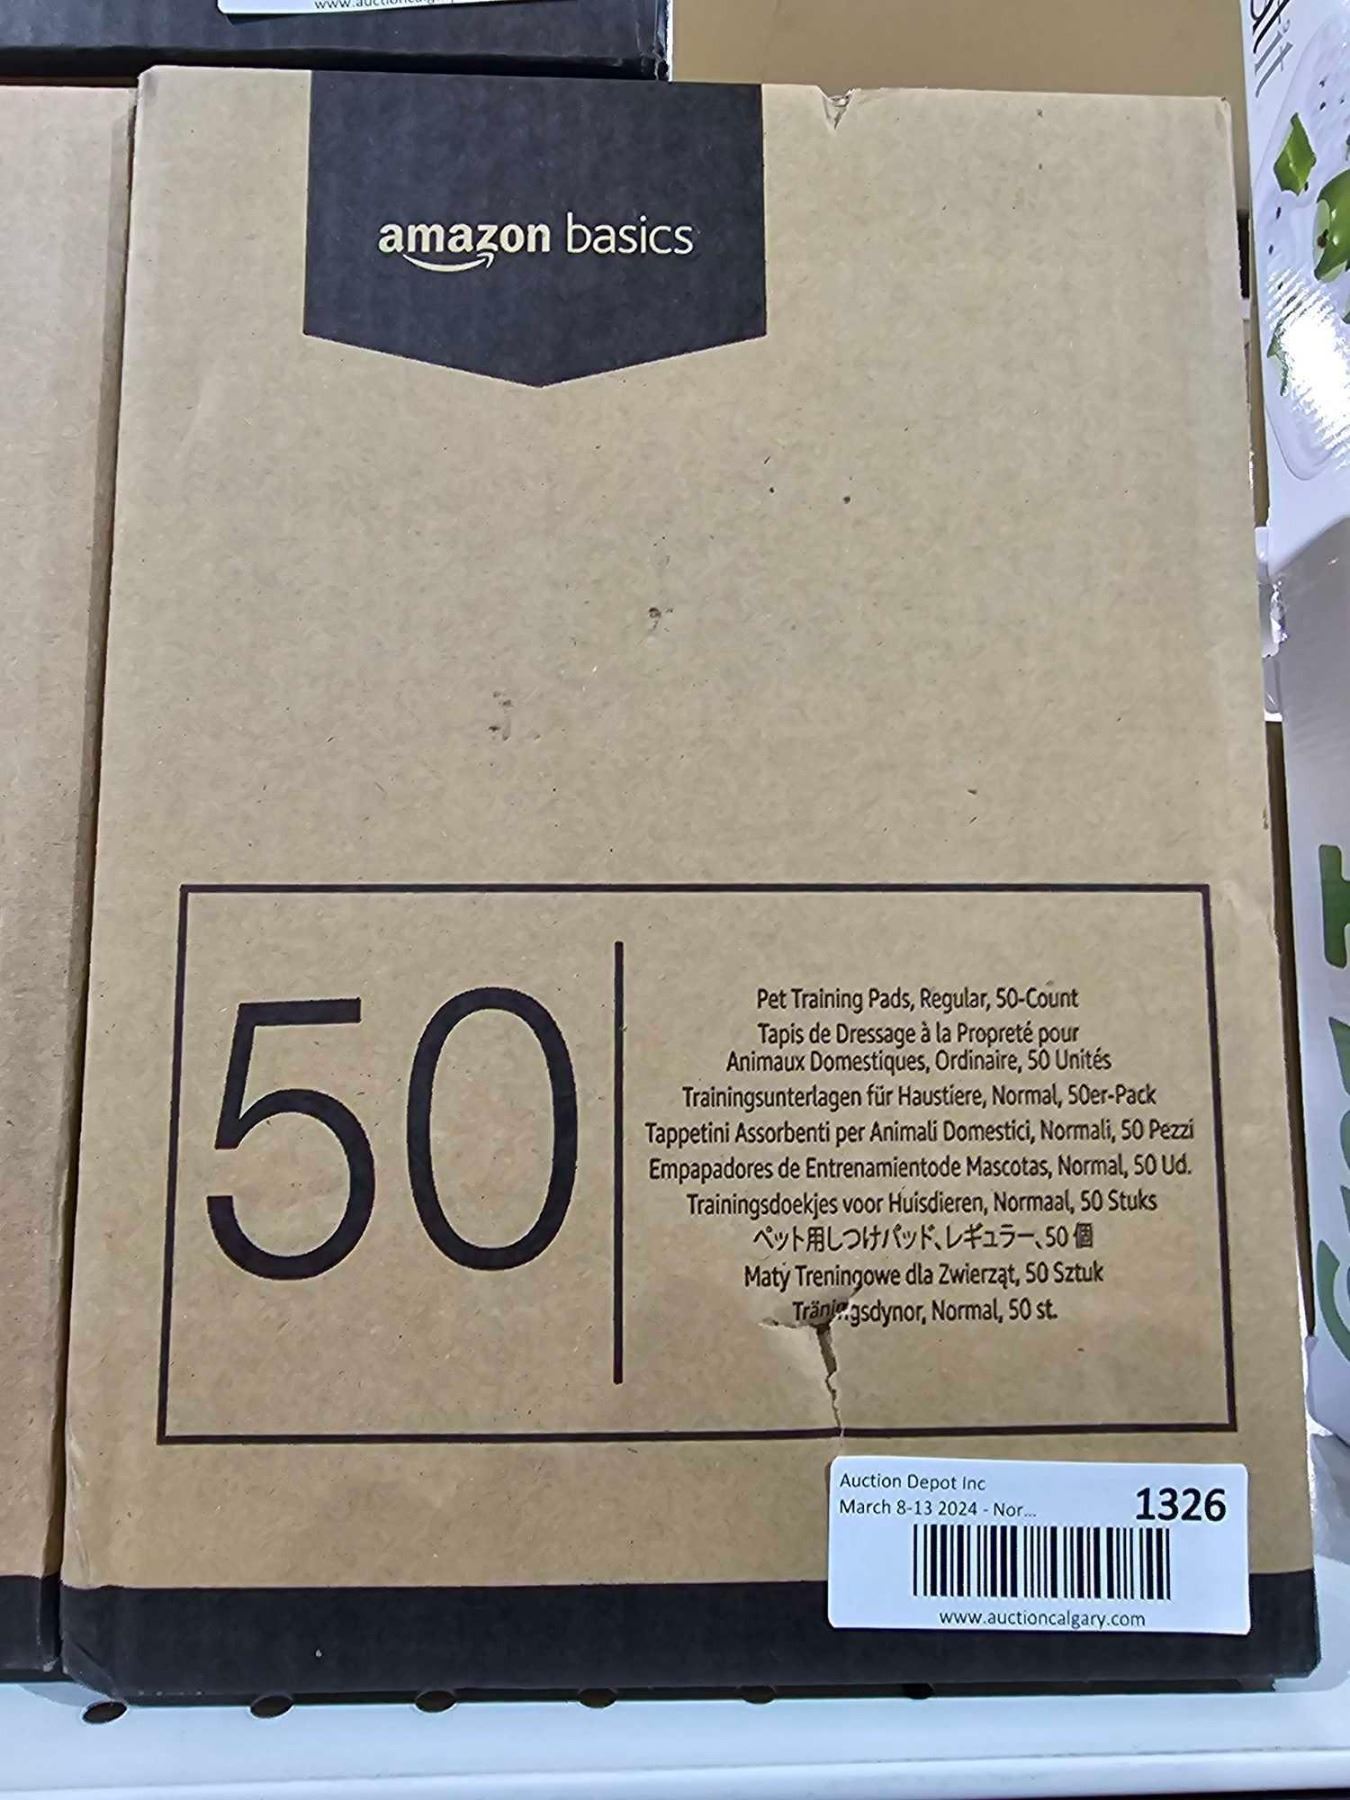 amazon basics
50
Pet Training Pads, Regular, 50-Count
Tapis de Dressage à la Propreté pour
Animaux Domestiques, Ordinaire, 50 Unités
Trainingsunterlagen für Haustiere, Normal, 50er-Pack
Tappetini Assorbenti per Animali Domestici, Normali, 50 Pezzi
Empapadores de Entrenamientode Mascotas, Normal, 50 Ud.
Trainingsdoekjes voor Huisdieren, Normaal, 50 Stuks
ペット用しつけパッド、レギュラー、50 個
Maty Treningowe dla Zwierząt, 50 Sztuk
Träningsdynor, Normal, 50 st.
Auction Depot Inc
March 8-13 2024 - Nor...
1326
www.auctioncalgary.com